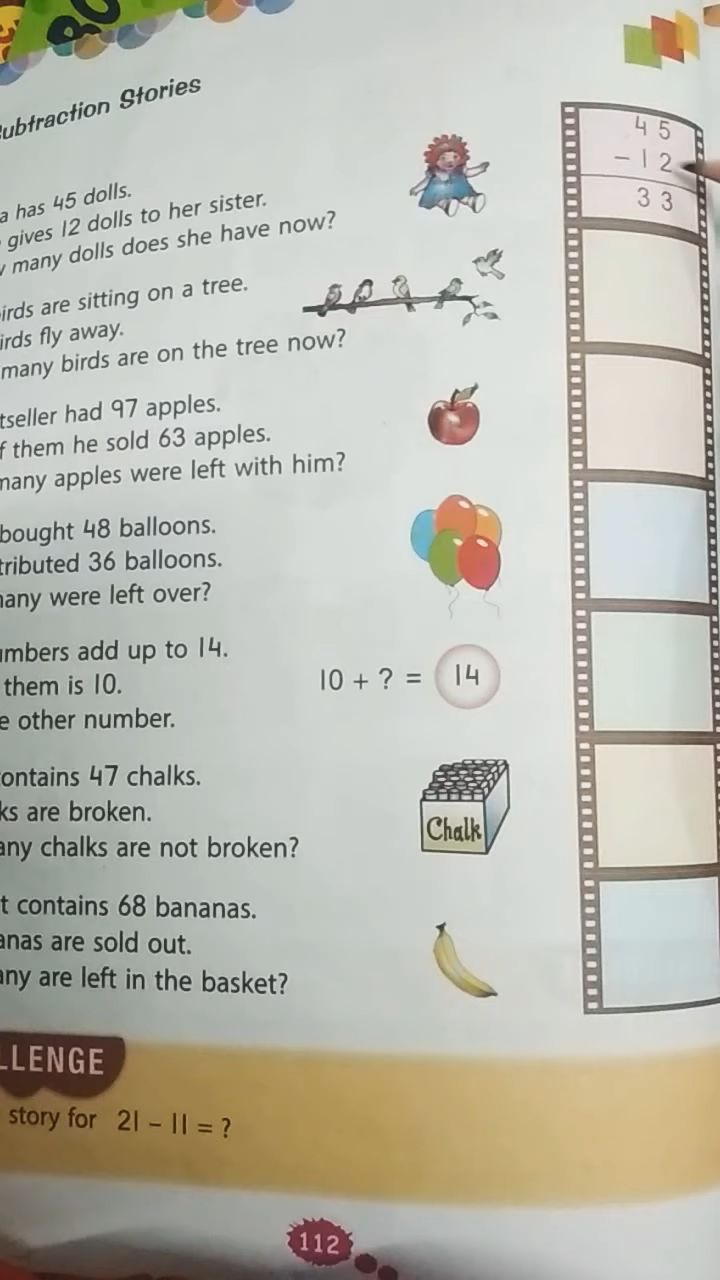 ubtraction Stories
a has 45 dolls.
gives 12 dolls to her sister.
many dolls does she have now?
45
-12
33
irds are sitting on a tree.
irds fly away.
many birds are on the tree now?
tseller had 97 apples.
f them he sold 63 apples.
many apples were left with him?
bought 48 balloons.
tributed 36 balloons.
any were left over?
umbers add up to 14.
them is 10.
e other number.
10 + ? = 14
ontains 47 chalks.
ks are broken.
any chalks are not broken?
Chalk
t contains 68 bananas.
anas are sold out.
any are left in the basket?
LLENGE
story for 21 - 11 = ?
112